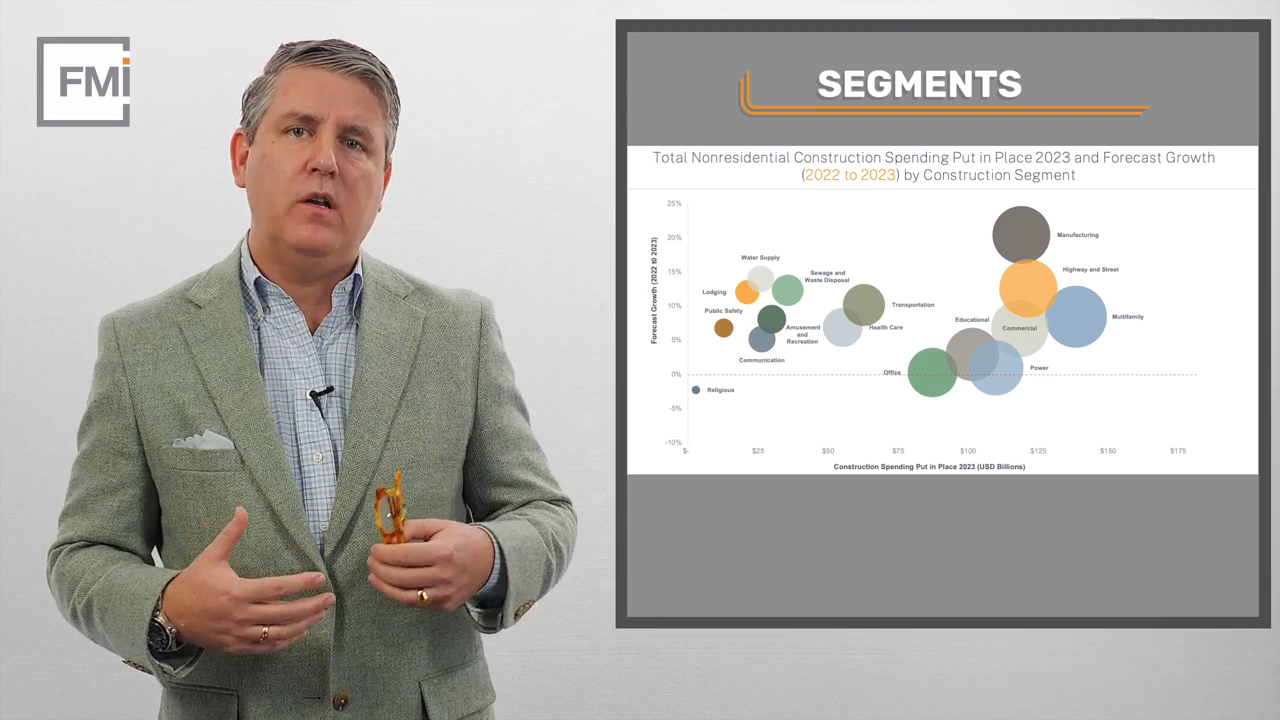 FMi
SEGMENTS
Total Nonresidential Construction Spending Put in Place 2023 and Forecast Growth
(2022 to 2023) by Construction Segment
Forecast Growth (2022 to 2023)
25%
20%
15%
10%
5%
0%
-5%
-10%
Manufacturing
Water Supply
Highway and Street
Sewage and
Waste Disposal
Lodging
Transportation
Public Safety
Multifamily
Educational
Commercial
Health Care
Amusement
and
Recreation
Communication
Office
Power
Religious
$-
$25
$50
$75
$100
$125
$150
$175
Construction Spending Put in Place 2023 (USD Billions)